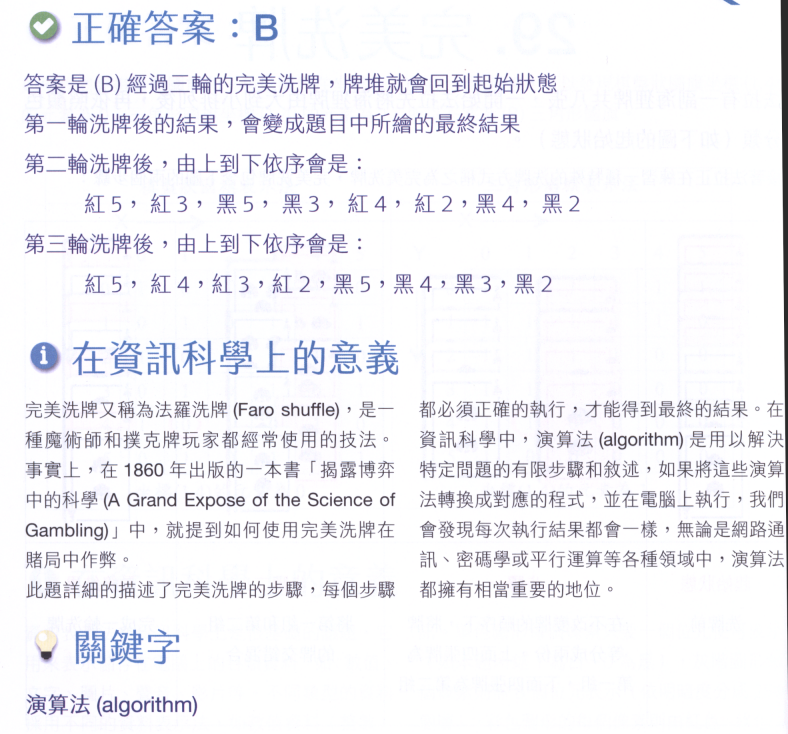 正確答案：B
答案是 (B) 經過三輪的完美洗牌，牌堆就會回到起始狀態
第一輪洗牌後的結果，會變成題目中所繪的最終結果
第二輪洗牌後，由上到下依序會是：
紅 5， 紅 3， 黑 5， 黑 3， 紅 4， 紅 2，黑 4， 黑 2
第三輪洗牌後，由上到下依序會是：
紅 5， 紅 4，紅 3，紅 2，黑 5，黑 4，黑 3，黑 2
在資訊科學上的意義
完美洗牌又稱為法羅洗牌 (Faro shuffle)，是一
種魔術師和撲克牌玩家都經常使用的技法。
事實上，在 1860 年出版的一本書「揭露博弈
中的科學 (A Grand Expose of the Science of
Gambling)」中，就提到如何使用完美洗牌在
賭局中作弊。
此題詳細的描述了完美洗牌的步驟，每個步驟
都必須正確的執行，才能得到最終的結果。在
資訊科學中，演算法 (algorithm) 是用以解決
特定問題的有限步驟和敘述，如果將這些演算
法轉換成對應的程式，並在電腦上執行，我們
會發現每次執行結果都會一樣，無論是網路通
訊、密碼學或平行運算等各種領域中，演算法
都擁有相當重要的地位。
關鍵字
演算法 (algorithm)